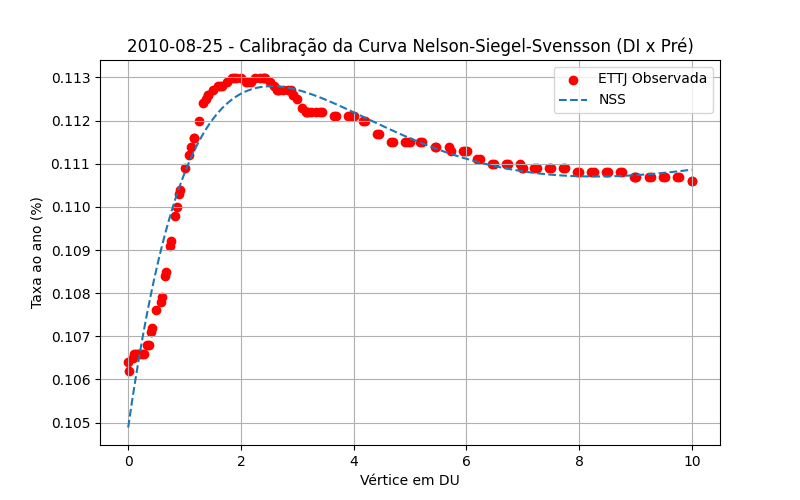 2010-08-25 - Calibração da Curva Nelson-Siegel-Svensson (DI x Pré)
0.113
0.112
0.111
0.110
0.109
0.108
0.107
0.106
0.105
Taxa ao ano (%)
ETTJ Observada
NSS
0 2 4 6 8 10
Vértice em DU